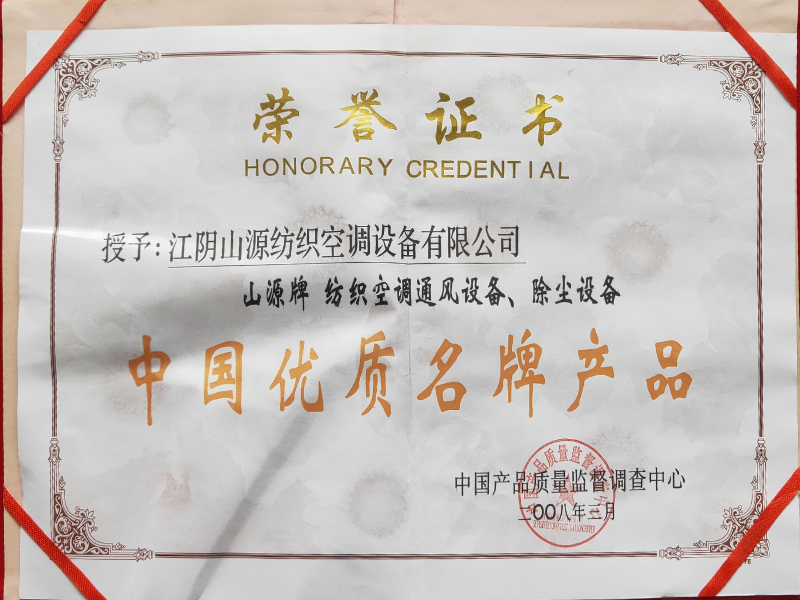 荣誉证书
HONORARY CREDENTIAL
授予：江阴山源纺织空调设备有限公司
山源牌 纺织空调通风设备、除尘设备
中国优质名牌产品
中国产品质量监督调查中心
二〇〇八年三月